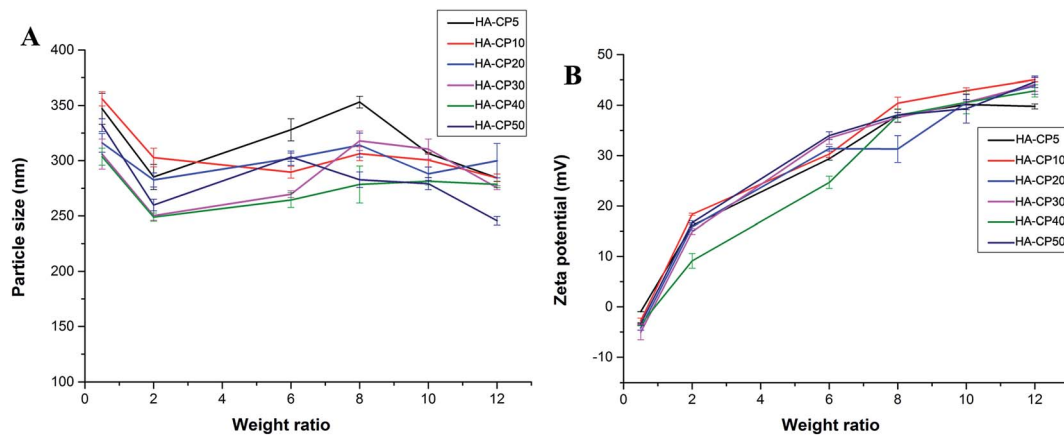 A
HA-CP5
HA-CP10
HA-CP20
HA-CP30
HA-CP40
HA-CP50
400
350
300
250
200
150
100
Particle size (nm)
0 2 4 6 8 10 12
Weight ratio
B
50
40
30
20
10
0
-10
Zeta potential (mV)
HA-CP5
HA-CP10
HA-CP20
HA-CP30
HA-CP40
HA-CP50
0 2 4 6 8 10 12
Weight ratio